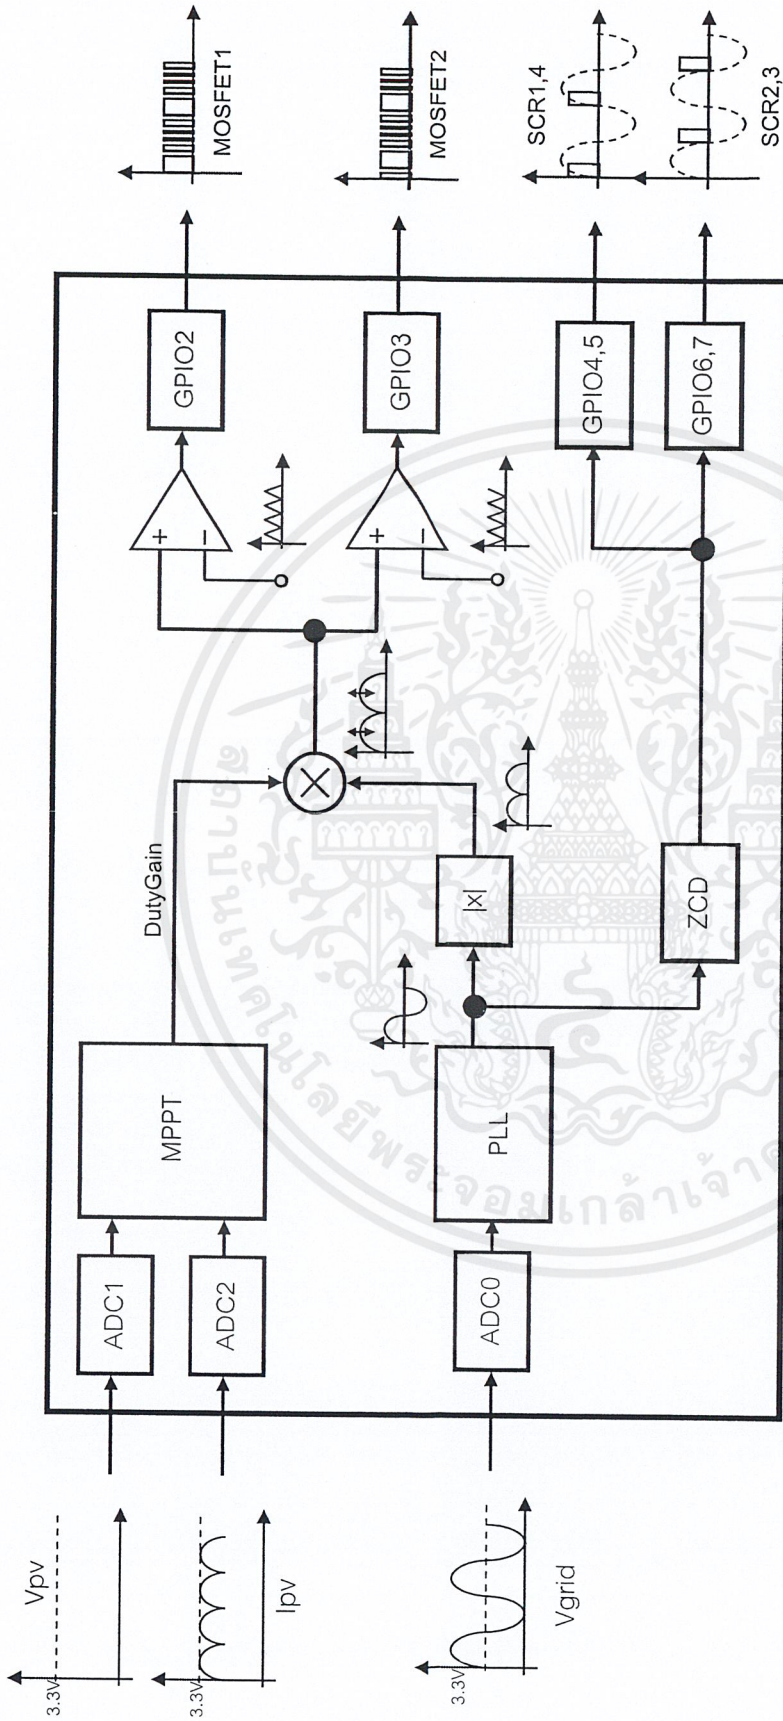 Vpv
3.3V
Ipv
3.3V
Vgrid
3.3V
ADC1
ADC2
ADC0
MPPT
PLL
DutyGain
|x|
ZCD
+
−
+
−
GPIO2
GPIO3
GPIO4,5
GPIO6,7
MOSFET1
MOSFET2
SCR1,4
SCR2,3